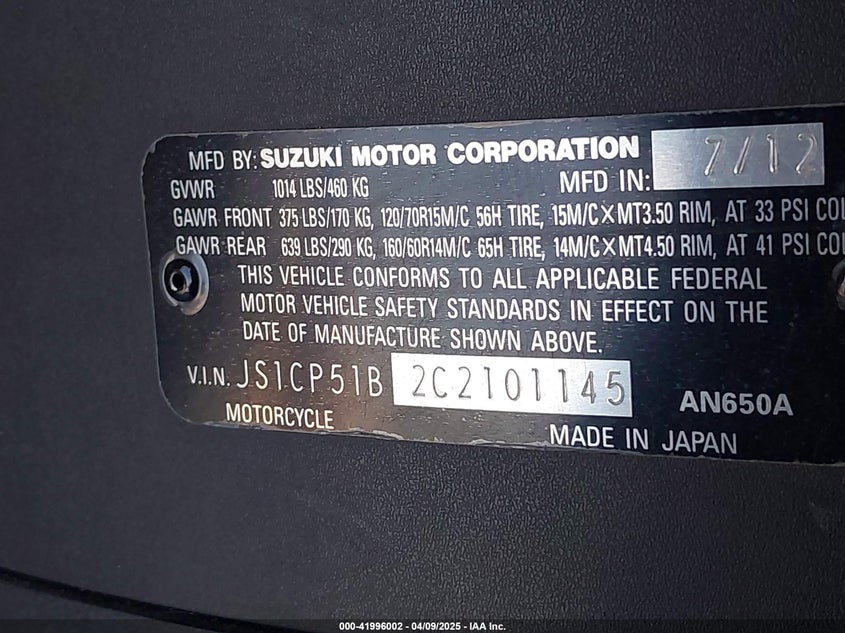 MFD BY: SUZUKI MOTOR CORPORATION
MFD IN: 7/12
GVWR 1014 LBS/460 KG
GAWR FRONT 375 LBS/170 KG, 120/70R15M/C 56H TIRE, 15M/C×MT3.50 RIM, AT 33 PSI COL
GAWR REAR 639 LBS/290 KG, 160/60R14M/C 65H TIRE, 14M/C×MT4.50 RIM, AT 41 PSI COL
THIS VEHICLE CONFORMS TO ALL APPLICABLE FEDERAL
MOTOR VEHICLE SAFETY STANDARDS IN EFFECT ON THE
DATE OF MANUFACTURE SHOWN ABOVE.
V.I.N. JS1CP51B 2C2101145
AN650A
MOTORCYCLE
MADE IN JAPAN
000-41996002 - 04/09/2025 - IAA Inc.